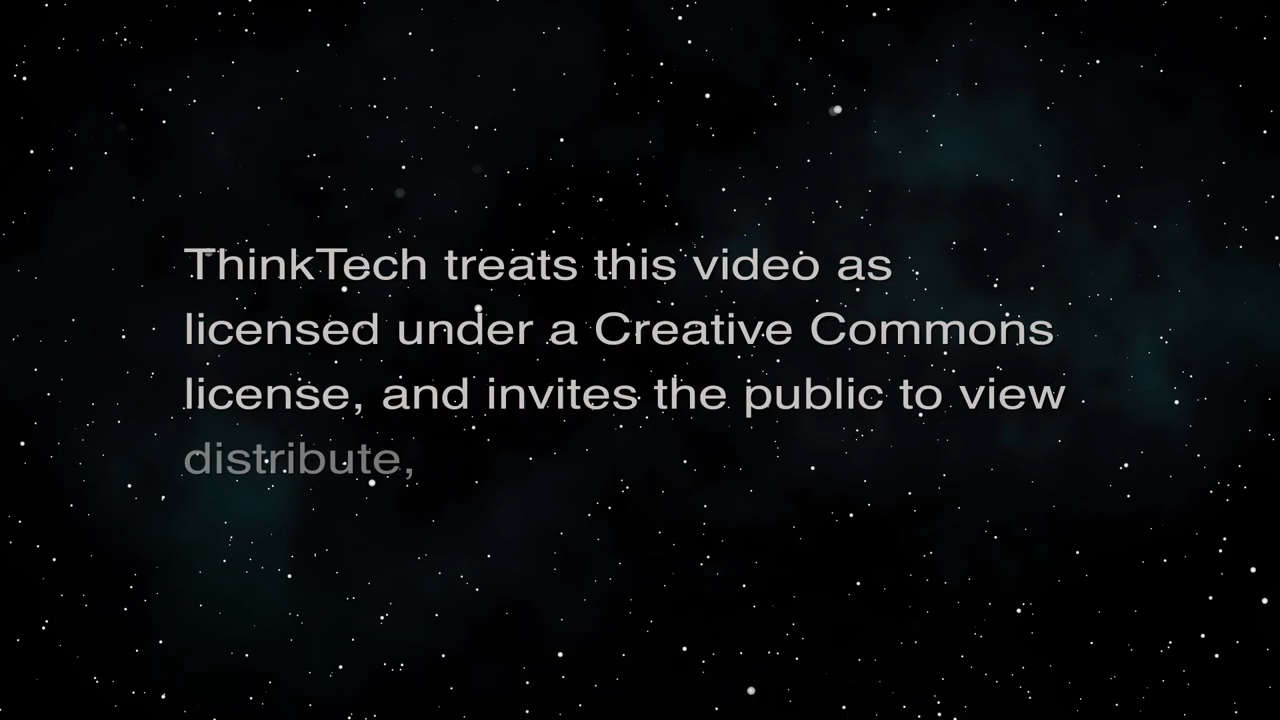 ThinkTech treats this video as
licensed under a Creative Commons
license, and invites the public to view
distribute,